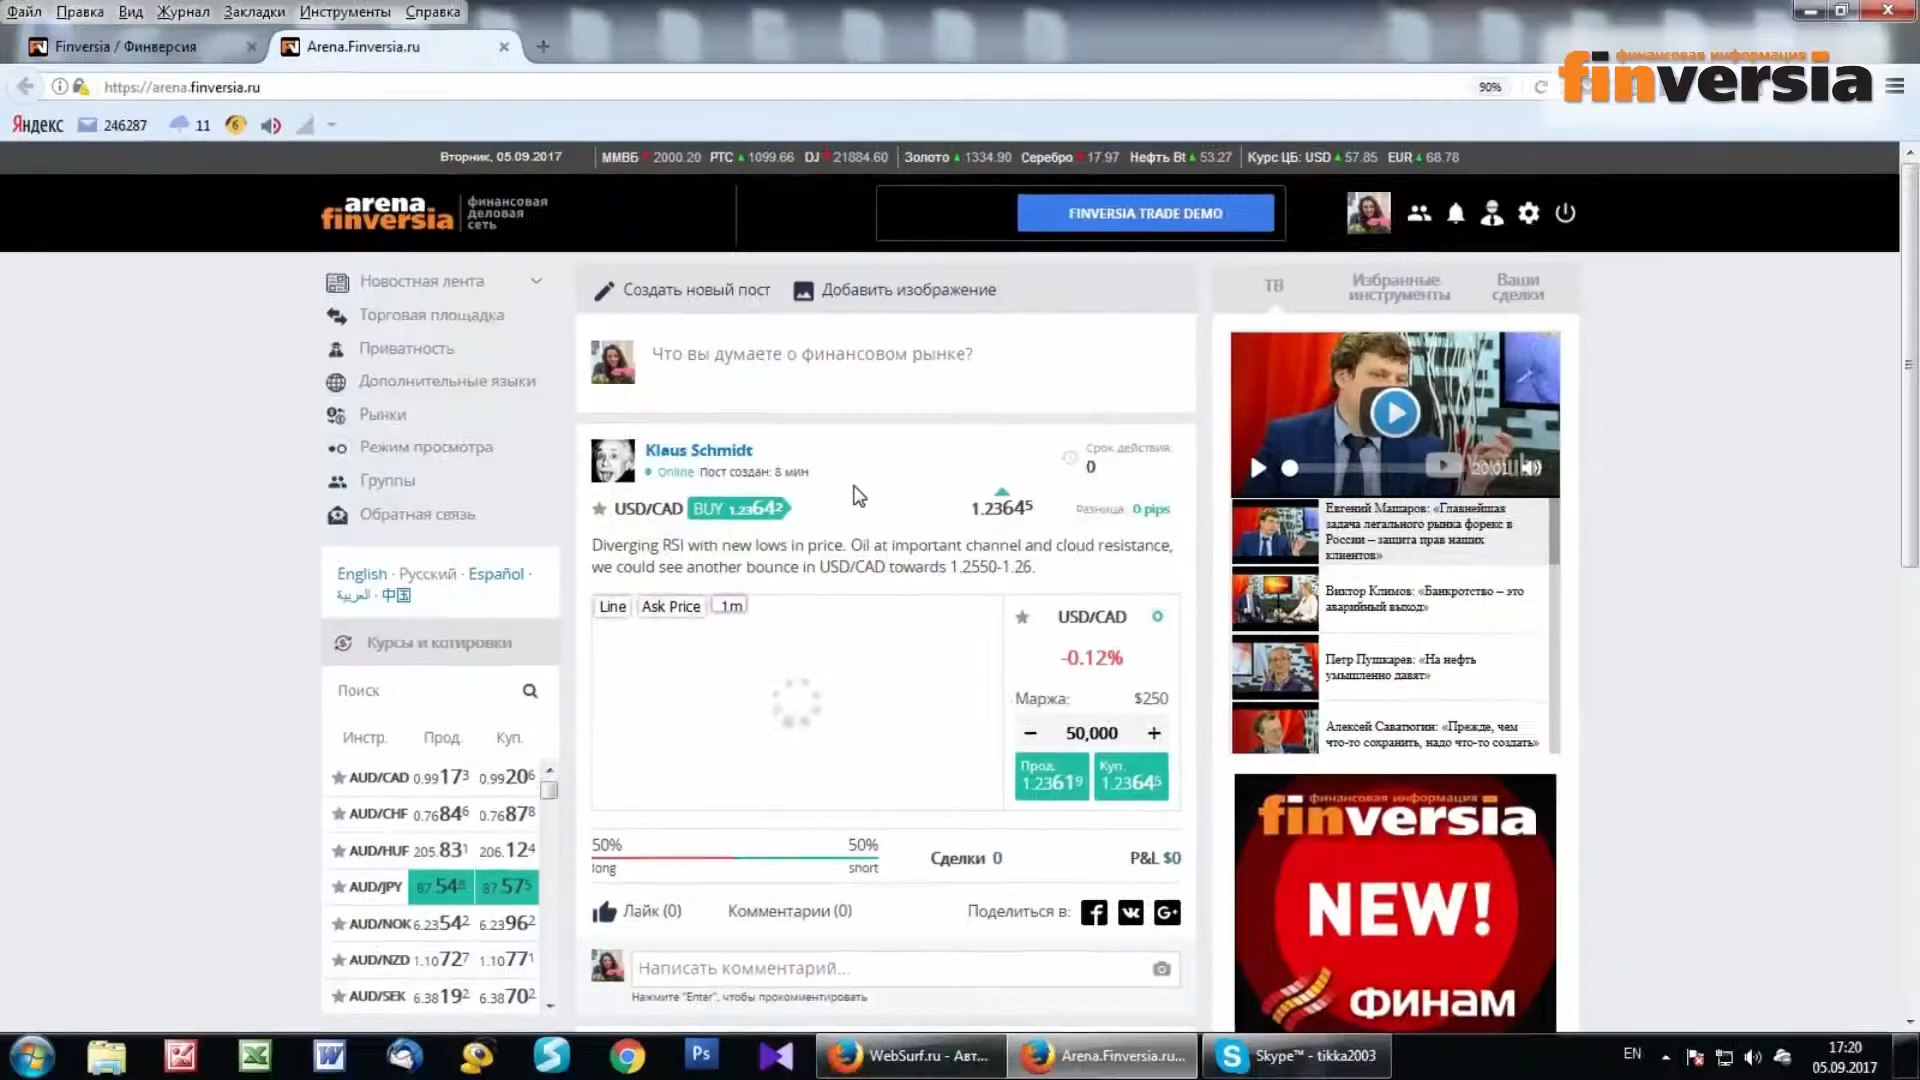 Файл Правка Вид Журнал Закладки Инструменты Справка
Finversia / Финверсия
Arena.Finversia.ru
https://arena.finversia.ru
90%
финансовая информация
finversia
Яндекс 246287 11 6
Вторник, 05.09.2017
ММВБ 2000.20 РТС 1099.66 DJ 21884.60 Золото 1334.90 Серебро 17.97 Нефть Bt 53.27 Курс ЦБ: USD 57.85 EUR 68.78
arena
finversia
финансовая
деловая
сеть
FINVERSIA TRADE DEMO
Новостная лента
Торговая площадка
Приватность
Дополнительные языки
Рынки
Режим просмотра
Группы
Обратная связь
English · Русский · Español ·
العربية · 中国
Курсы и котировки
Поиск
Инстр. Прод. Куп.
AUD/CAD 0.99173 0.99206
AUD/CHF 0.76846 0.76878
AUD/HUF 205.831 206.124
AUD/JPY 87.548 87.575
AUD/NOK 6.23542 6.23962
AUD/NZD 1.10727 1.10771
AUD/SEK 6.38192 6.38702
Создать новый пост
Добавить изображение
Что вы думаете о финансовом рынке?
Klaus Schmidt
Online Пост создан: 8 мин
Срок действия:
0
USD/CAD BUY 1.23642
1.23645
Разница: 0 pips
Diverging RSI with new lows in price. Oil at important channel and cloud resistance,
we could see another bounce in USD/CAD towards 1.2550-1.26.
Line Ask Price 1m
USD/CAD
-0.12%
Маржа: $250
− 50,000 +
Прод. 1.23619
Куп. 1.23645
50% long
50% short
Сделки 0
P&L $0
Лайк (0)
Комментарии (0)
Поделиться в:
Написать комментарий...
Нажмите "Enter", чтобы прокомментировать
ТВ
Избранные
инструменты
Ваши
сделки
20:01
Евгений Машаров: «Главнейшая
задача легального рынка форекс в
России – защита прав наших
клиентов»
Виктор Климов: «Банкротство – это
аварийный выход»
Петр Пушкарев: «На нефть
умышленно давят»
Алексей Саватюгин: «Прежде, чем
что-то сохранить, надо что-то создать»
финансовая информация
finversia
NEW!
ФИНАМ
Ps
WebSurf.ru - Авт...
Arena.Finversia.ru...
Skype™ - tikka2003
EN
17:20
05.09.2017